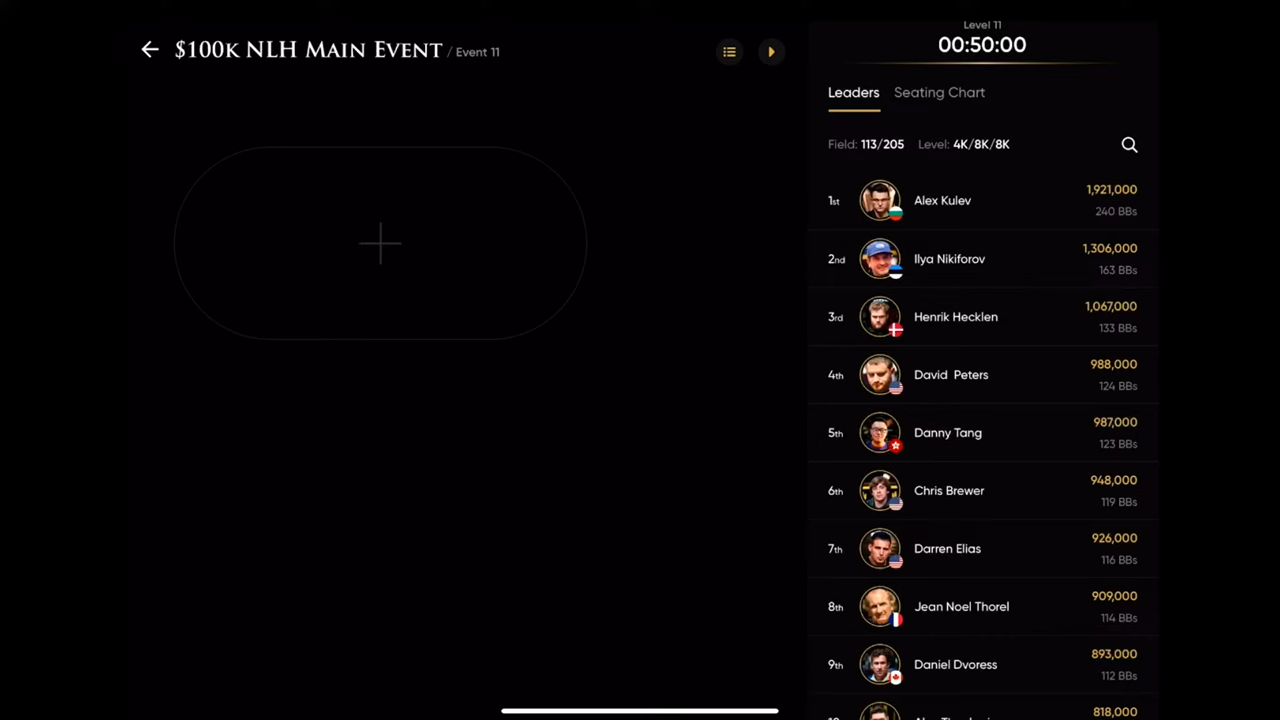 $100k NLH Main Event / Event 11
Level 11
00:50:00
Leaders Seating Chart
Field: 113/205 Level: 4K/8K/8K
1st Alex Kulev 1,921,000
240 BBs
2nd Ilya Nikiforov 1,306,000
163 BBs
3rd Henrik Hecklen 1,067,000
133 BBs
4th David Peters 988,000
124 BBs
5th Danny Tang 987,000
123 BBs
6th Chris Brewer 948,000
119 BBs
7th Darren Elias 926,000
116 BBs
8th Jean Noel Thorel 909,000
114 BBs
9th Daniel Dvoress 893,000
112 BBs
818,000